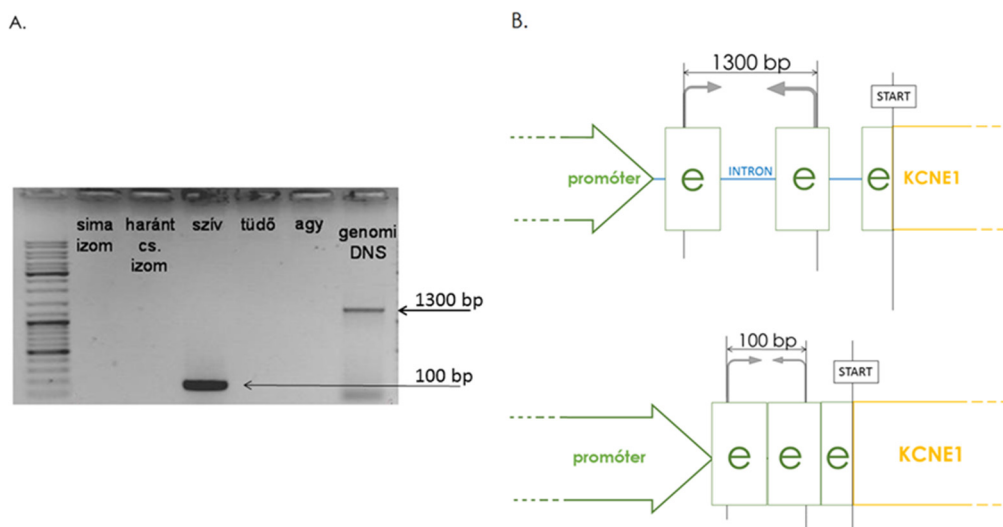 A.
sima
izom
haránt
cs.
izom
szív
tüdő
agy
genomi
DNS
1300 bp
100 bp
B.
1300 bp
START
promóter
e
INTRON
e
e
KCNE1
100 bp
START
promóter
e
e
e
KCNE1